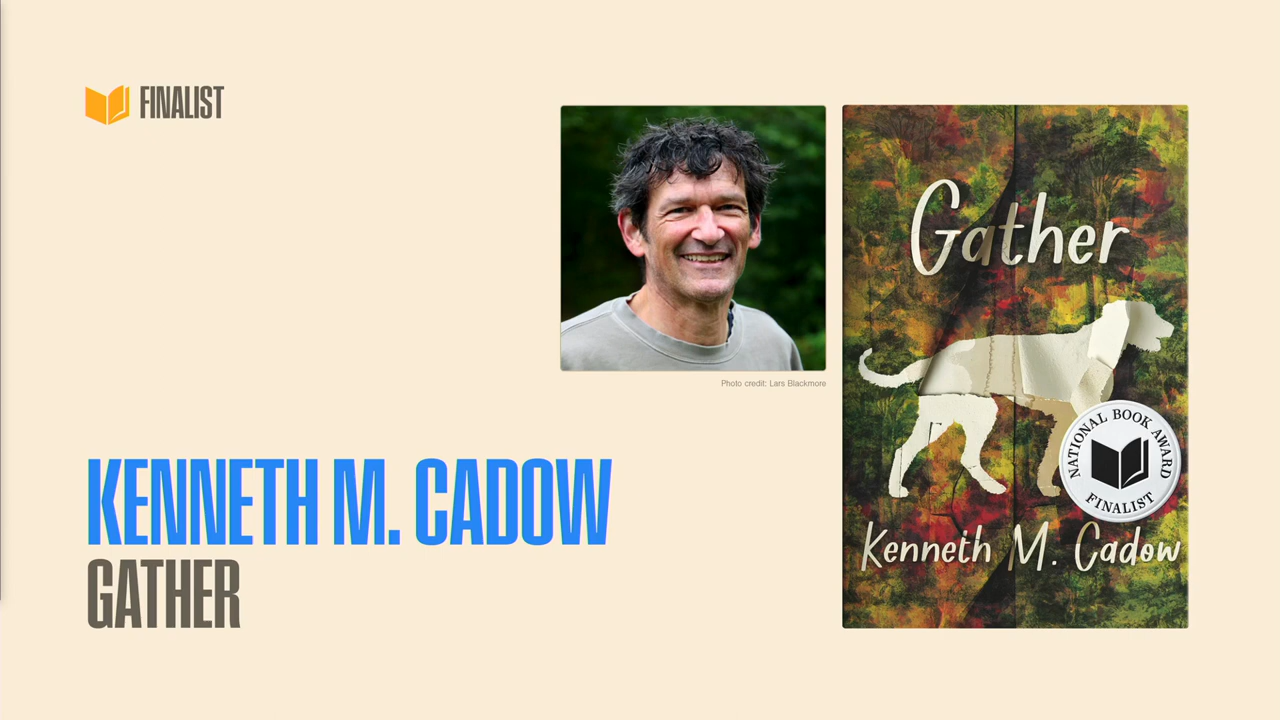 FINALIST
Photo credit: Lars Blackmore
KENNETH M. CADOW
GATHER
Gather
NATIONAL BOOK AWARD
FINALIST
Kenneth M. Cadow